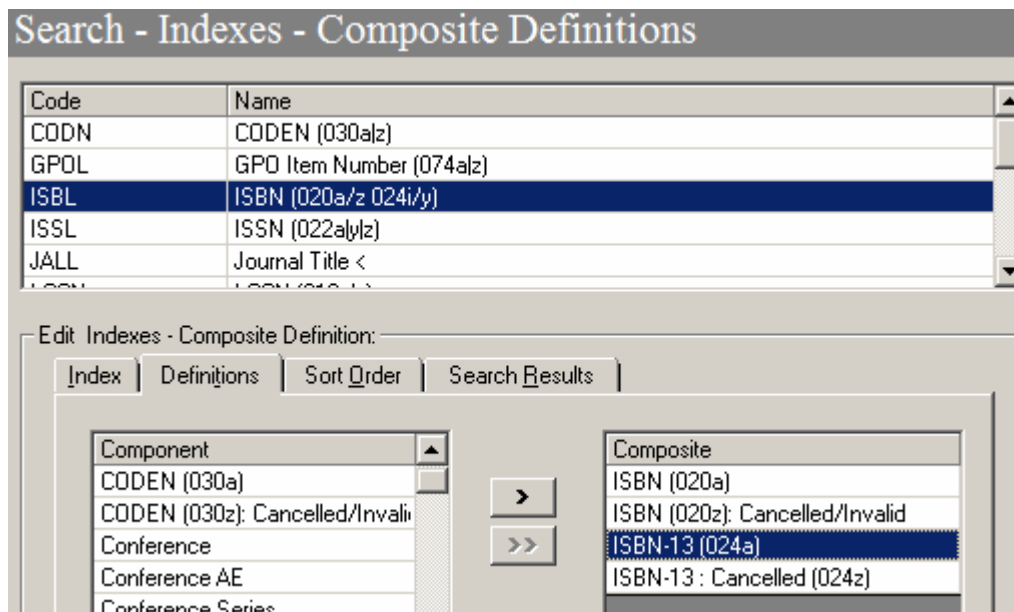 Search - Indexes - Composite Definitions
Code Name
CODN CODEN (030a|z)
GPOL GPO Item Number (074a|z)
ISBL ISBN (020a/z 024i/y)
ISSL ISSN (022a|y|z)
JALL Journal Title <
Edit Indexes - Composite Definition:
Index Definitions Sort Order Search Results
Component Composite
CODEN (030a) ISBN (020a)
CODEN (030z): Cancelled/Invali > ISBN (020z): Cancelled/Invalid
Conference >> ISBN-13 (024a)
Conference AE ISBN-13 : Cancelled (024z)
Conference Series